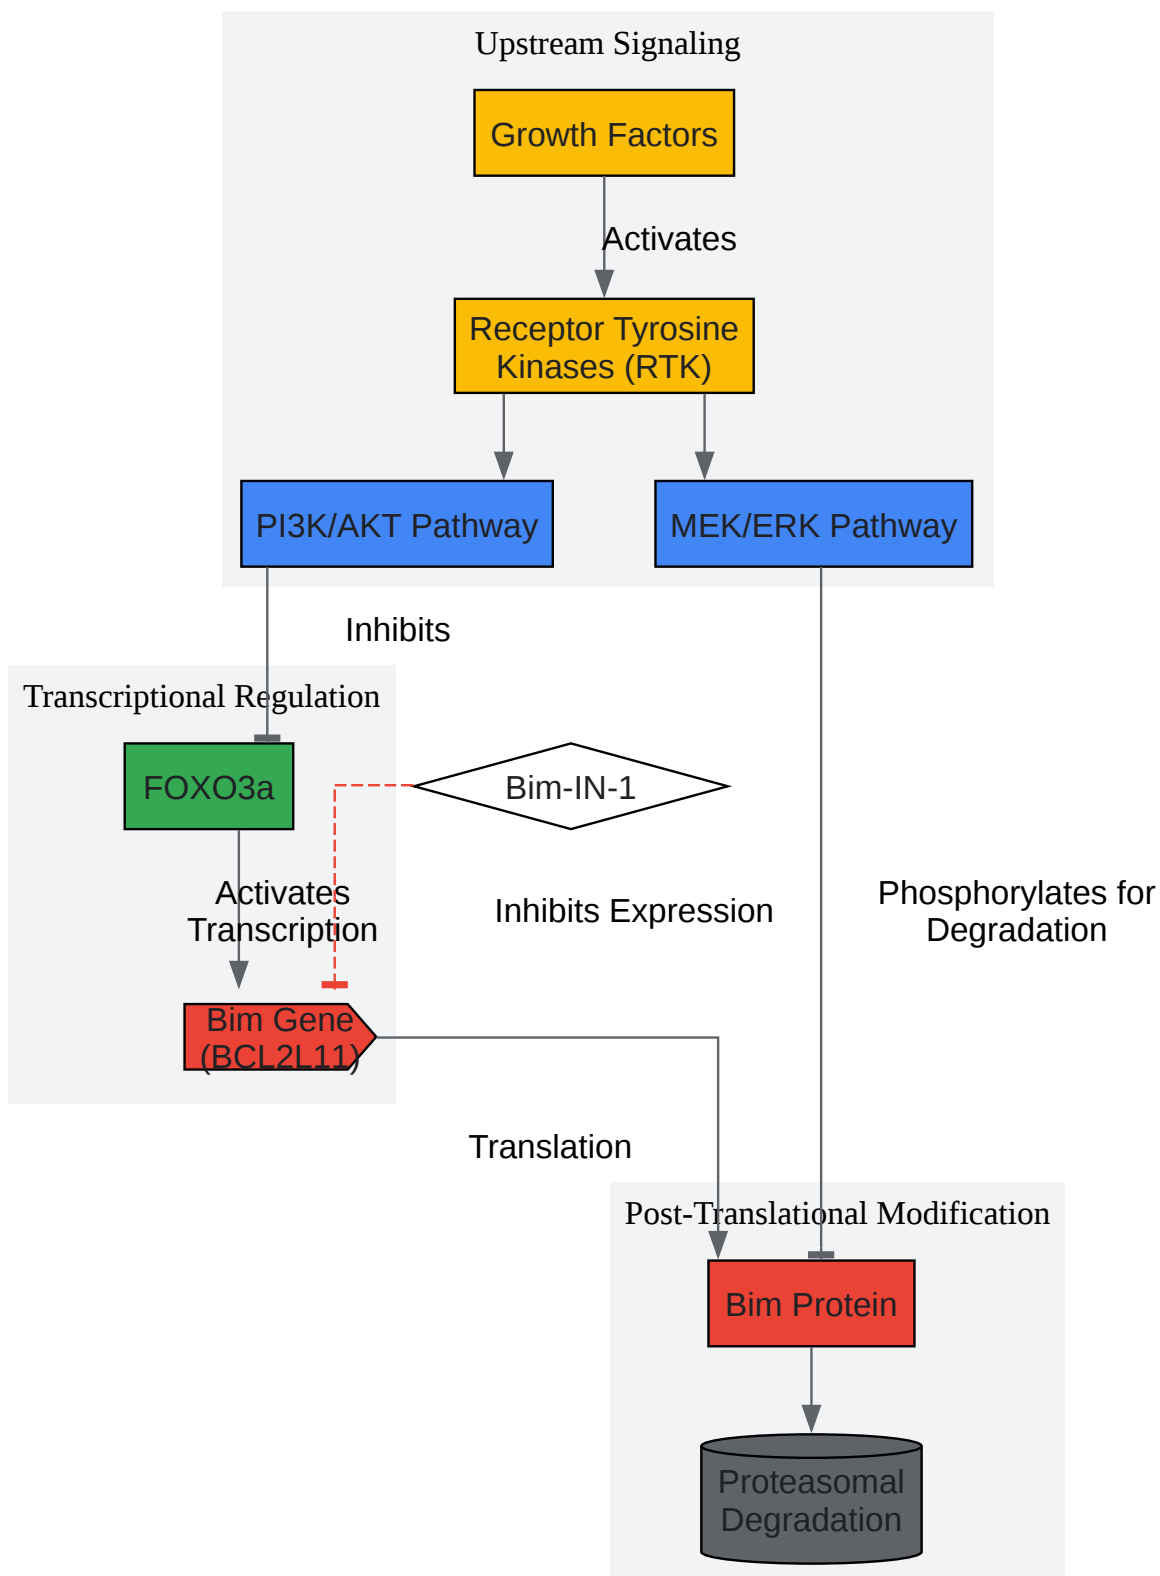 Upstream Signaling
Growth Factors
Activates
Receptor Tyrosine
Kinases (RTK)
PI3K/AKT Pathway
MEK/ERK Pathway
Inhibits
Transcriptional Regulation
FOXO3a
Bim-IN-1
Activates
Transcription
Inhibits Expression
Phosphorylates for
Degradation
Bim Gene
(BCL2L11)
Translation
Post-Translational Modification
Bim Protein
Proteasomal
Degradation